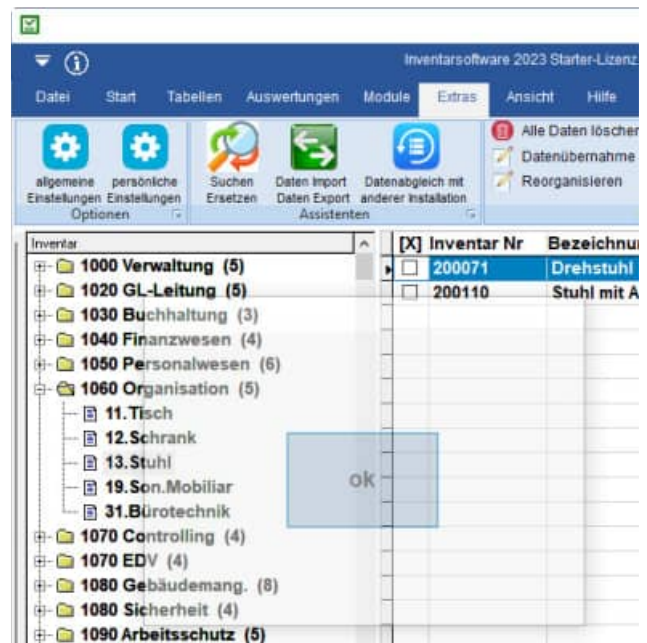 Inventarsoftware 2023 Starter-Lizenz
Datei Start Tabellen Auswertungen Module Extras Ansicht Hilfe
allgemeine Einstellungen
persönliche Einstellungen
Optionen
Suchen Ersetzen
Daten Import Daten Export
Datenabgleich mit anderer Installation
Assistenten
Alle Daten löschen
Datenübernahme
Reorganisieren
Inventar
1000 Verwaltung (5)
1020 GL-Leitung (5)
1030 Buchhaltung (3)
1040 Finanzwesen (4)
1050 Personalwesen (6)
1060 Organisation (5)
11.Tisch
12.Schrank
13.Stuhl
19.Son.Mobiliar
31.Bürotechnik
1070 Controlling (4)
1070 EDV (4)
1080 Gebäudemang. (8)
1080 Sicherheit (4)
1090 Arbeitsschutz (5)
[X] Inventar Nr Bezeichnu
200071 Drehstuhl
200110 Stuhl mit A
ok